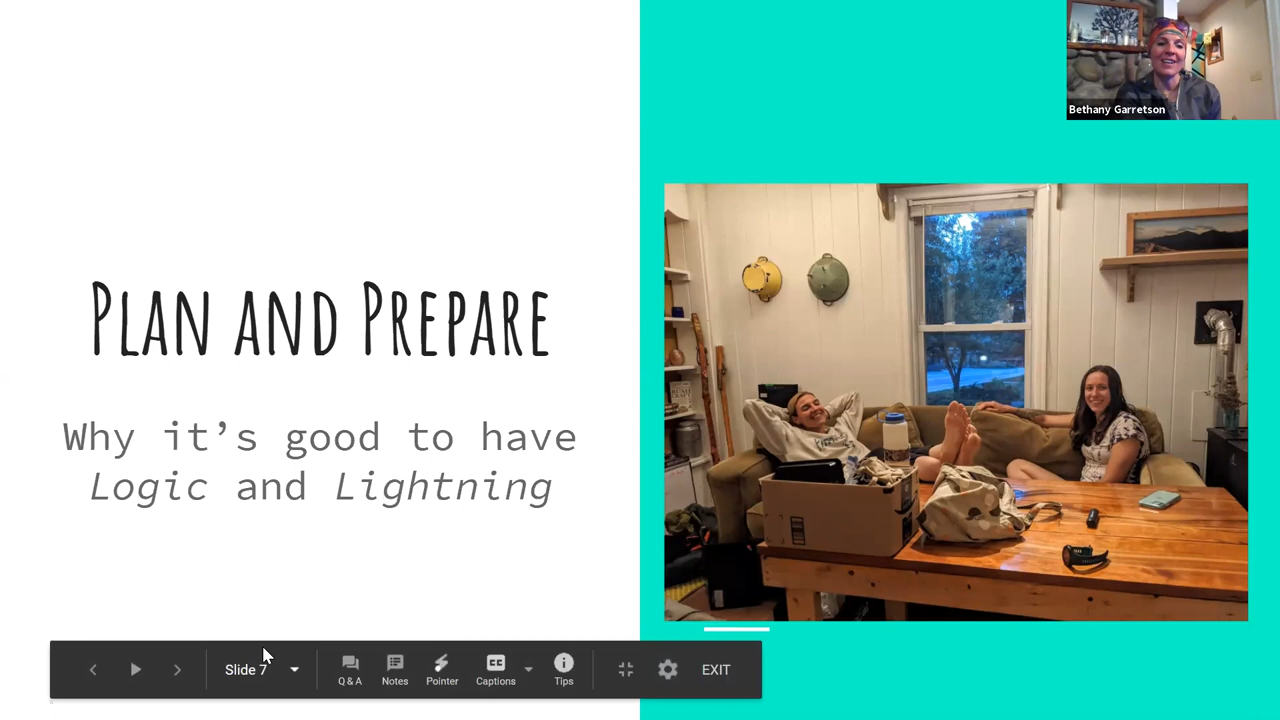 Bethany Garretson
Plan and Prepare
Why it's good to have
Logic and Lightning
Slide 7
Q & A
Notes
Pointer
Captions
Tips
EXIT